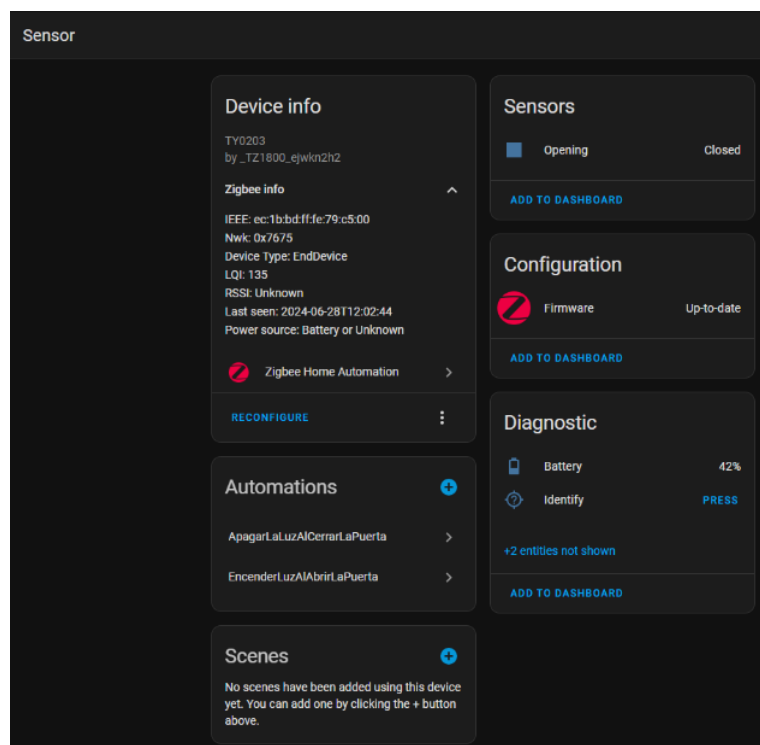 Sensor
Device info
TY0203
by _TZ1800_ejwkn2h2
Zigbee info
IEEE: ec:1b:bd:ff:fe:79:c5:00
Nwk: 0x7675
Device Type: EndDevice
LQI: 135
RSSI: Unknown
Last seen: 2024-06-28T12:02:44
Power source: Battery or Unknown
Zigbee Home Automation
RECONFIGURE
Automations
ApagarLaLuzAlCerrarLaPuerta
EncenderLuzAlAbrirLaPuerta
Scenes
No scenes have been added using this device
yet. You can add one by clicking the + button
above.
Sensors
Opening Closed
ADD TO DASHBOARD
Configuration
Firmware Up-to-date
ADD TO DASHBOARD
Diagnostic
Battery 42%
Identify PRESS
+2 entities not shown
ADD TO DASHBOARD